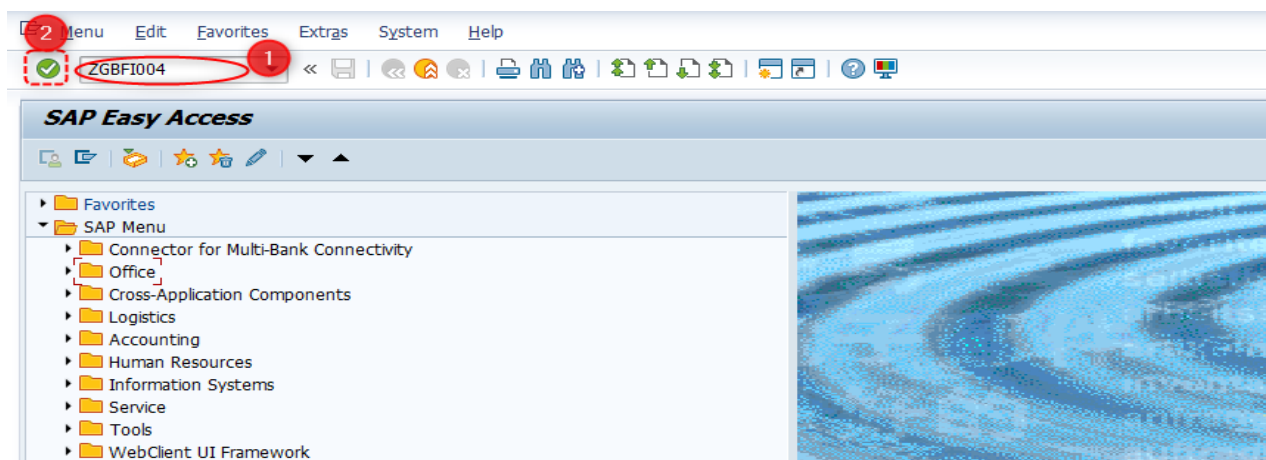 2 Menu Edit Favorites Extras System Help
ZGBFI004 1
SAP Easy Access
Favorites
SAP Menu
Connector for Multi-Bank Connectivity
Office
Cross-Application Components
Logistics
Accounting
Human Resources
Information Systems
Service
Tools
WebClient UI Framework